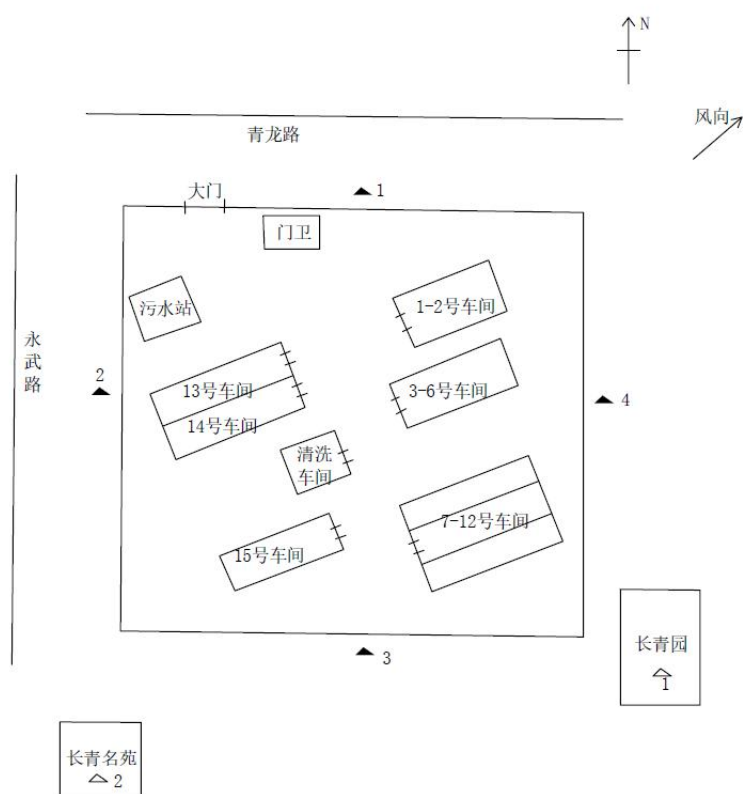 N
风向
青龙路
大门
1
门卫
污水站
1-2号车间
永武路
2
13号车间
3-6号车间
4
14号车间
清洗
车间
7-12号车间
15号车间
3
长青园
1
长青名苑
2